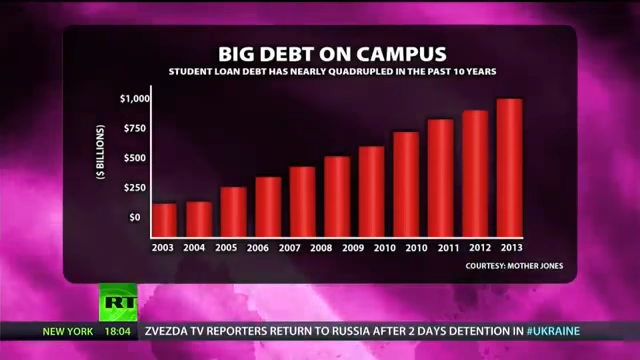 BIG DEBT ON CAMPUS
STUDENT LOAN DEBT HAS NEARLY QUADRUPLED IN THE PAST 10 YEARS
($ BILLIONS)
$1,000
$750
$500
$250
$0
2003 2004 2005 2006 2007 2008 2009 2010 2010 2011 2012 2013
COURTESY: MOTHER JONES
RT
NEW YORK 18:04 ZVEZDA TV REPORTERS RETURN TO RUSSIA AFTER 2 DAYS DETENTION IN #UKRAINE